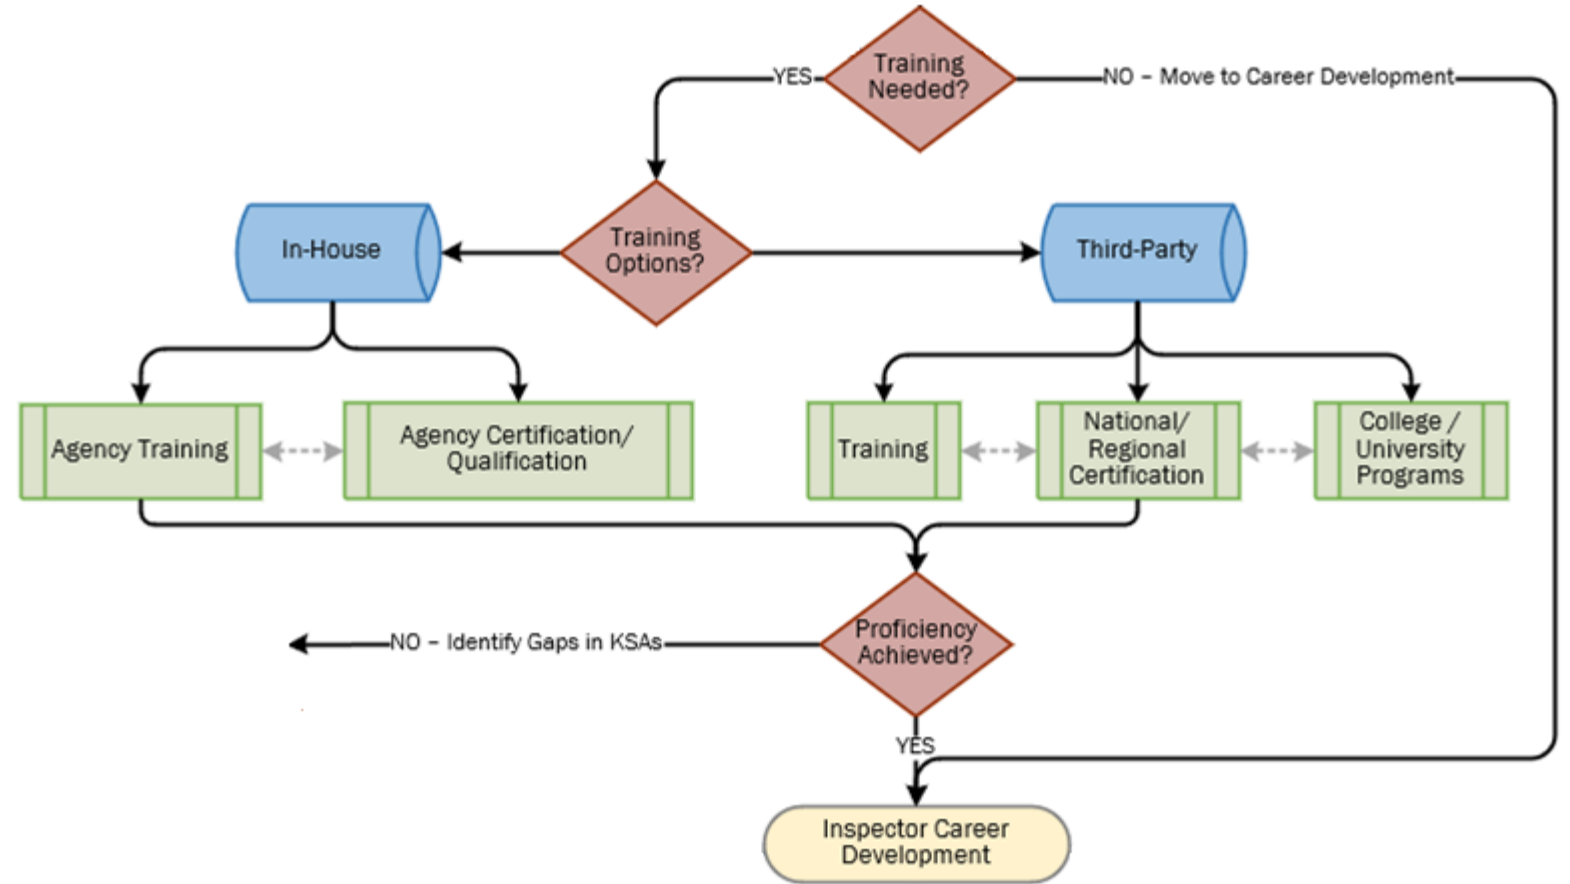 Training
Needed?
YES
NO – Move to Career Development
In-House
Training
Options?
Third-Party
Agency Training
Agency Certification/
Qualification
Training
National/
Regional
Certification
College /
University
Programs
NO – Identify Gaps in KSAs
Proficiency
Achieved?
YES
Inspector Career
Development